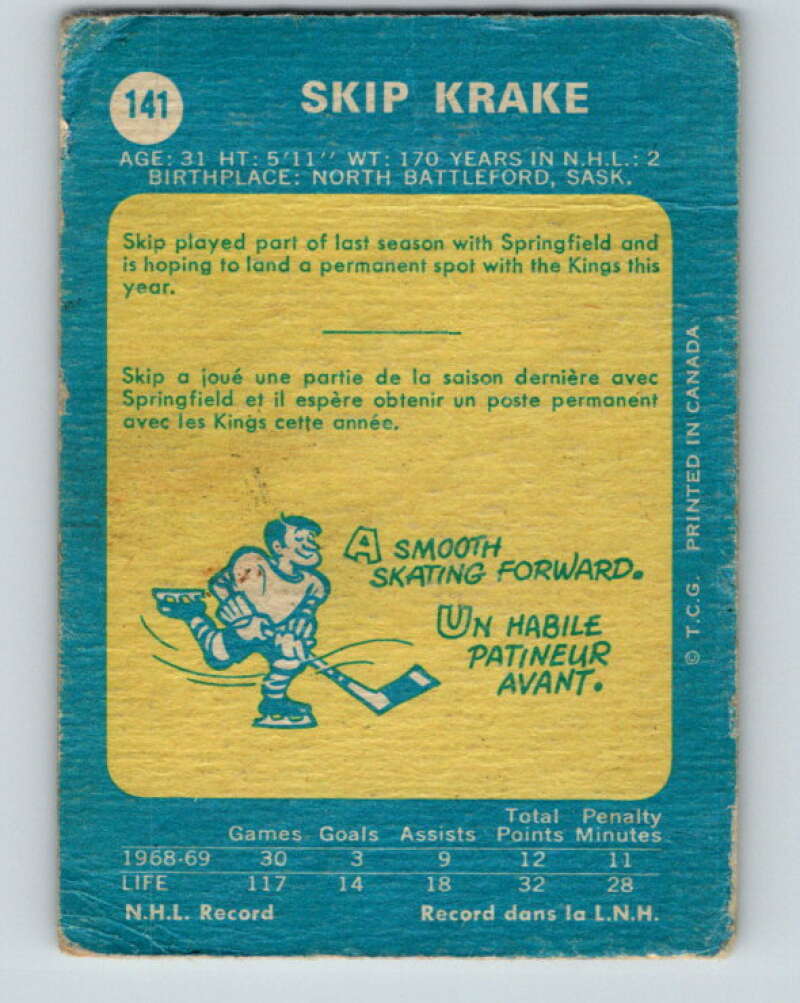 141
SKIP KRAKE
AGE: 31 HT: 5'11'' WT: 170 YEARS IN N.H.L.: 2
BIRTHPLACE: NORTH BATTLEFORD, SASK.
Skip played part of last season with Springfield and
is hoping to land a permanent spot with the Kings this
year.
Skip a joué une partie de la saison dernière avec
Springfield et il espère obtenir un poste permanent
avec les Kings cette année.
A SMOOTH
SKATING FORWARD.
UN HABILE
PATINEUR
AVANT.
© T.C.G. PRINTED IN CANADA
Total Penalty
Games Goals Assists Points Minutes
1968-69 30 3 9 12 11
LIFE 117 14 18 32 28
N.H.L. Record Record dans la L.N.H.